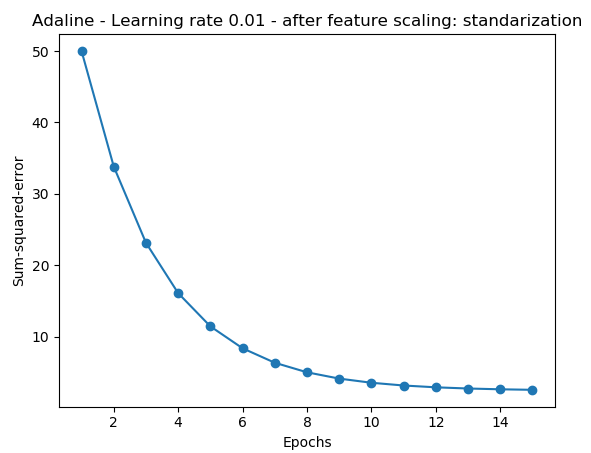 Adaline - Learning rate 0.01 - after feature scaling: standarization
50
40
30
20
10
Sum-squared-error
2 4 6 8 10 12 14
Epochs